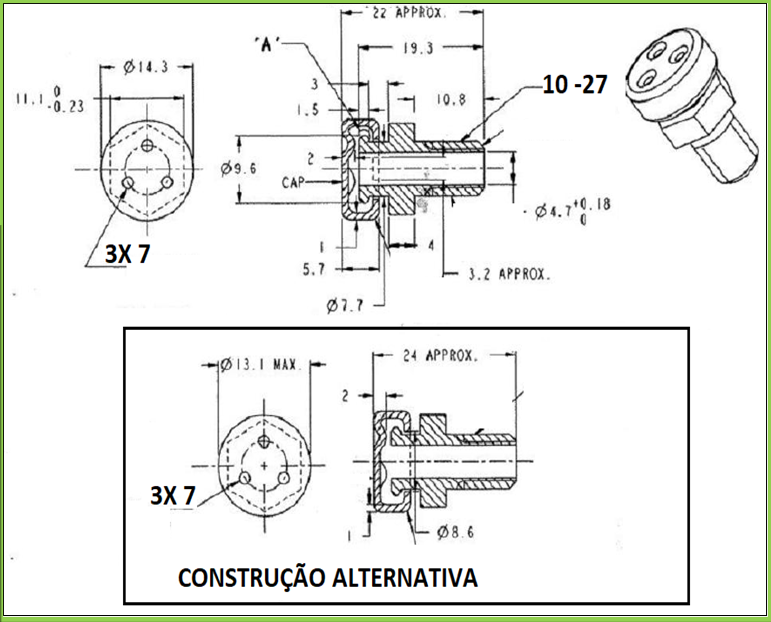 22 APPROX.
'A'
19.3
Ø14.3
3
11.1 0
-0.23
1.5
10.8
10 -27
2
Ø9.6
CAP
Ø4.7 +0.18
0
3X 7
1
4
5.7
3.2 APPROX.
Ø7.7
Ø13.1 MAX.
24 APPROX.
2
3X 7
1
Ø8.6
CONSTRUÇÃO ALTERNATIVA